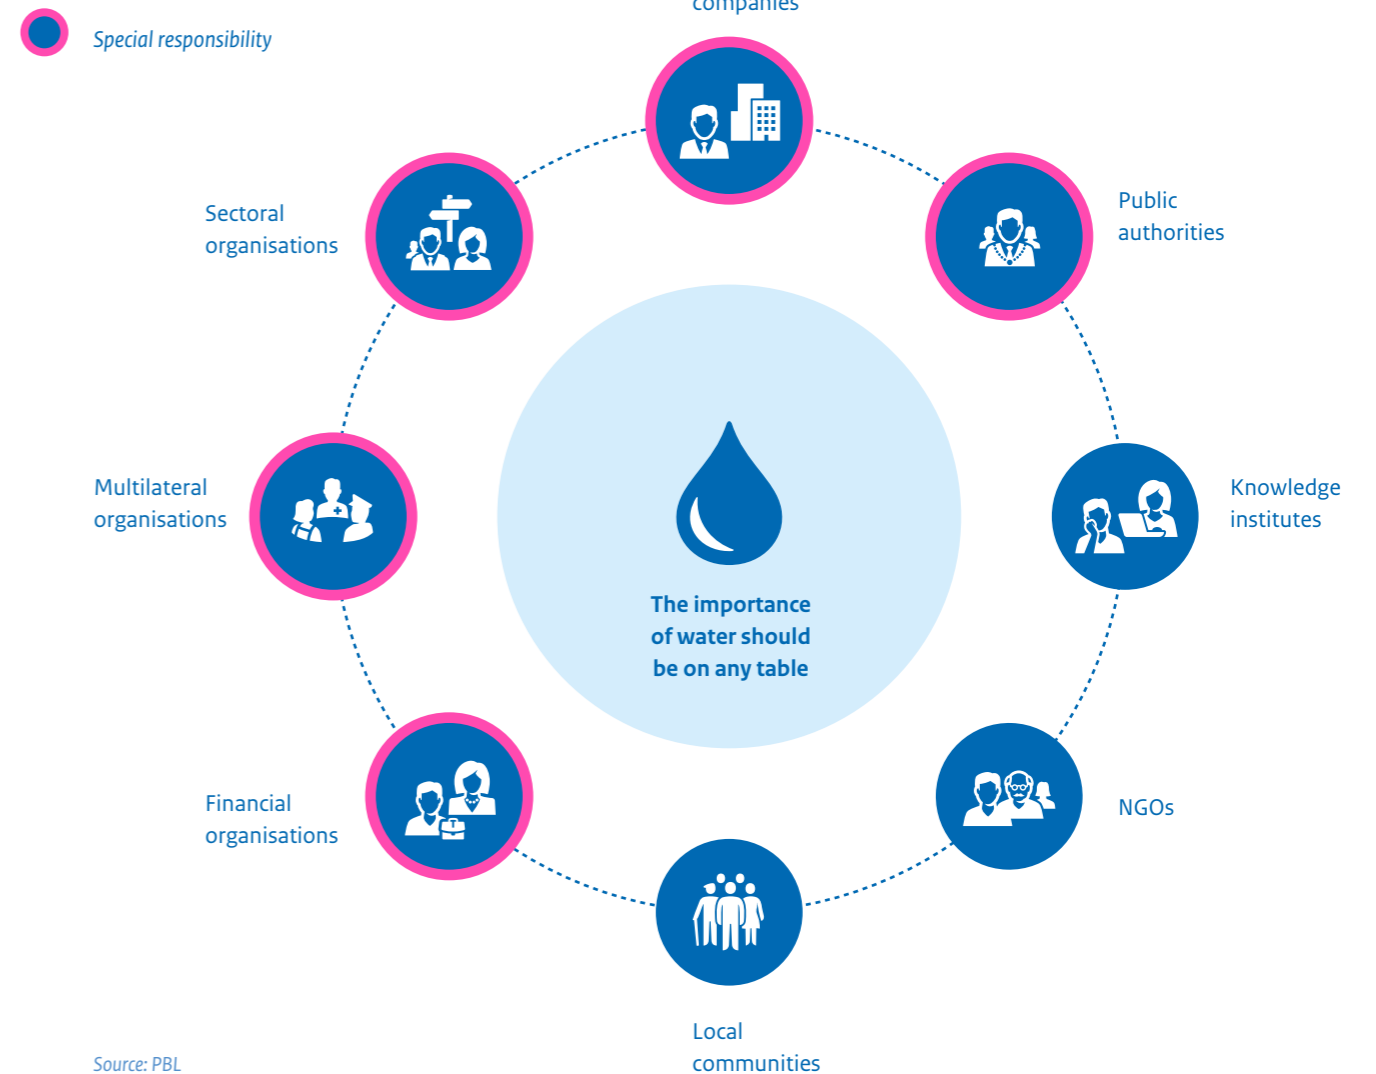 companies
Special responsibility
Public
authorities
Sectoral
organisations
Multilateral
organisations
Knowledge
institutes
The importance
of water should
be on any table
Financial
organisations
NGOs
Local
communities
Source: PBL